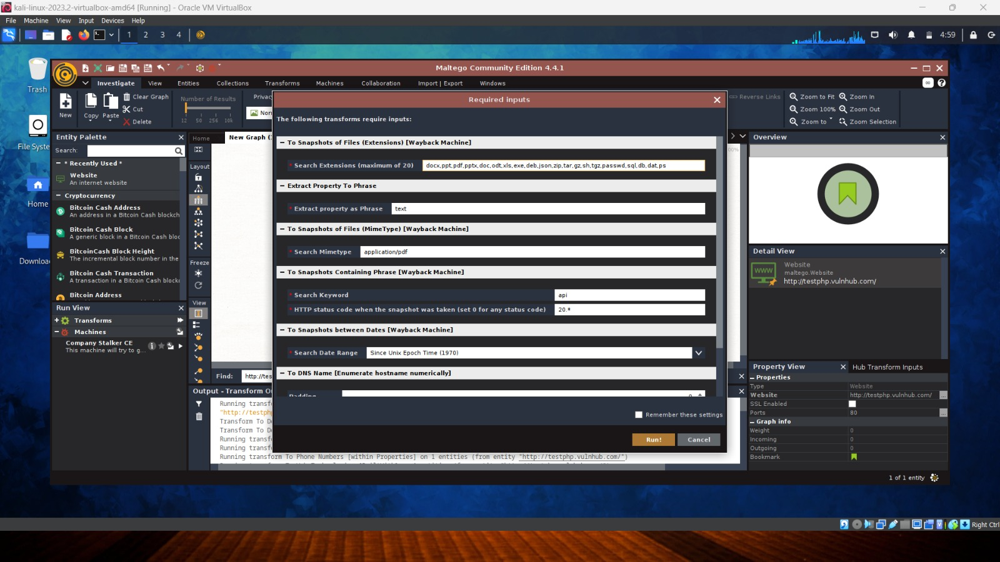 kali-linux-2023.2-virtualbox-amd64 [Running] - Oracle VM VirtualBox
File Machine View Input Devices Help
1 2 3 4 4:59
Trash
File Syste
Home
Downloa
Maltego Community Edition 4.4.1
Investigate View Entities Collections Transforms Machines Collaboration Import | Export Windows
New
Copy Paste
Clear Graph
Cut
Delete
Number of Results
12 50 256 10k
Privac
Nor
Reverse Links
Zoom to Fit Zoom In
Zoom 100% Zoom Out
Zoom to Zoom Selection
Entity Palette
Search:
* Recently Used *
Website
An internet website
Cryptocurrency
Bitcoin Cash Address
An address in a Bitcoin Cash blockch
Bitcoin Cash Block
A generic block in a Bitcoin Cash bloc
BitcoinCash Block Height
The incremental block number in the
Bitcoin Cash Transaction
A transaction in a Bitcoin Cash blockc
Bitcoin Address
Run View
Transforms
Machines
Company Stalker CE
This machine will try to g...
Home New Graph (
Layout
Freeze
View
00%
Required inputs
The following transforms require inputs:
To Snapshots of Files (Extensions) [Wayback Machine]
* Search Extensions (maximum of 20) docx,ppt,pdf,pptx,doc,odt,xls,exe,deb,json,zip,tar,gz,sh,tgz,passwd,sql,db,dat,ps
Extract Property To Phrase
* Extract property as Phrase text
To Snapshots of Files (MimeType) [Wayback Machine]
* Search Mimetype application/pdf
To Snapshots Containing Phrase [Wayback Machine]
* Search Keyword api
* HTTP status code when the snapshot was taken (set 0 for any status code) 20.*
To Snapshots between Dates [Wayback Machine]
* Search Date Range Since Unix Epoch Time (1970)
To DNS Name [Enumerate hostname numerically]
Padding 0
Remember these settings
Run! Cancel
Find: http://tes
Output - Transform Ou
Running transf
"http://testph
Transform To Do
Transform To Do
Running transf
Running transf
Running transform To Phone Numbers [within Properties] on 1 entities (from entity "http://testphp.vulnhub.com/")
Overview
Detail View
WWW
Website
maltego.Website
http://testphp.vulnhub.com/
Property View Hub Transform Inputs
Properties
Type Website
Website http://testphp.vulnhub.com/ ...
SSL Enabled
Ports 80 ...
Graph info
Weight 0
Incoming 0
Outgoing 0
Bookmark
1 of 1 entity
Right Ctrl